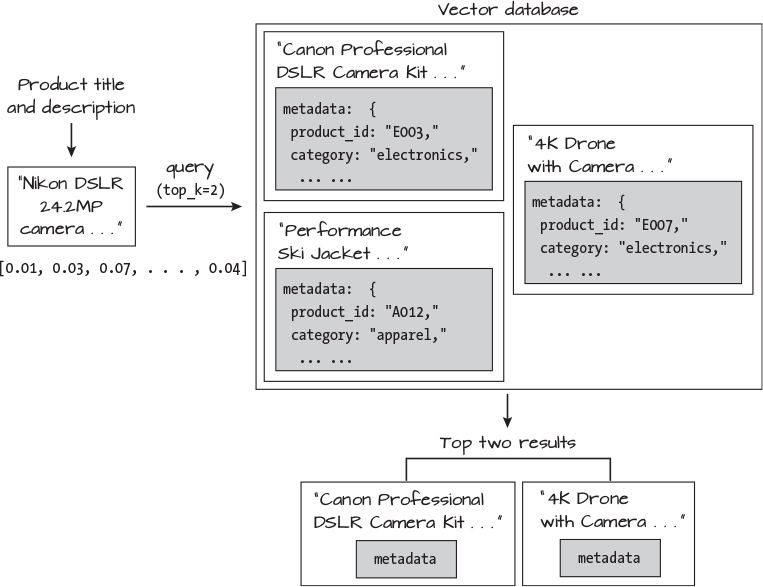 Vector database
Product title
and description
"Nikon DSLR
24.2MP
camera . . ."
[0.01, 0.03, 0.07, . . . , 0.04]
query
(top_k=2)
"Canon Professional
DSLR Camera Kit . . ."
metadata: {
product_id: "E003,"
category: "electronics,"
... ...
"Performance
Ski Jacket . . ."
metadata: {
product_id: "A012,"
category: "apparel,"
... ...
"4K Drone
with Camera . . ."
metadata: {
product_id: "E007,"
category: "electronics,"
... ...
Top two results
"Canon Professional
DSLR Camera Kit . . ."
metadata
"4K Drone
with Camera . . ."
metadata